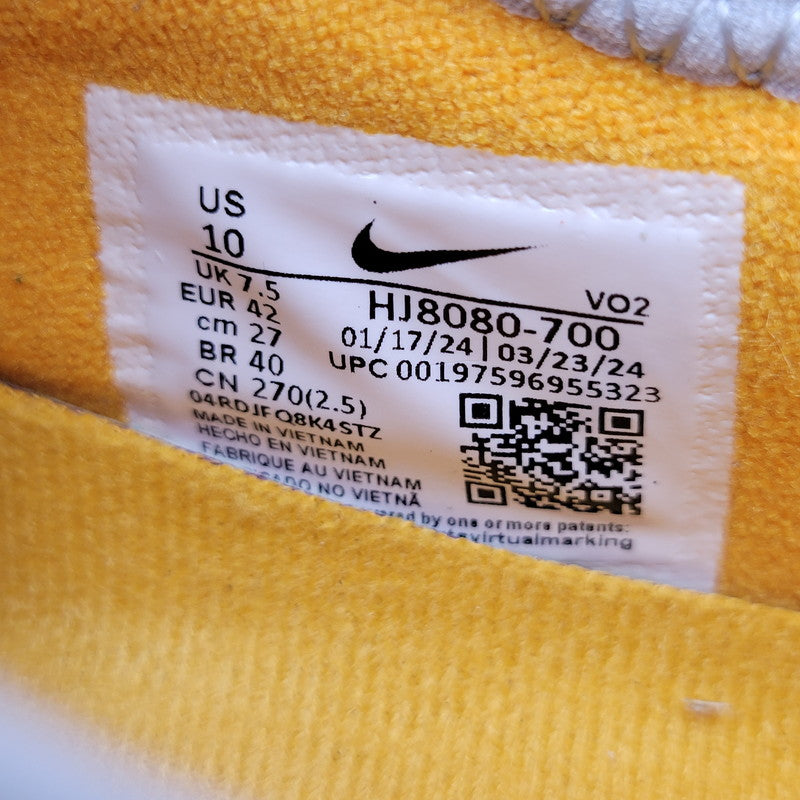 US
10
UK 7.5
EUR 42
cm 27
BR 40
CN 270(2.5)
VO2
HJ8080-700
01/17/24 | 03/23/24
UPC 00197596955323
04RDJFQ8K4STZ
MADE IN VIETNAM
HECHO EN VIETNAM
FABRIQUE AU VIETNAM
NO VIETNÃ
by one or more patents: